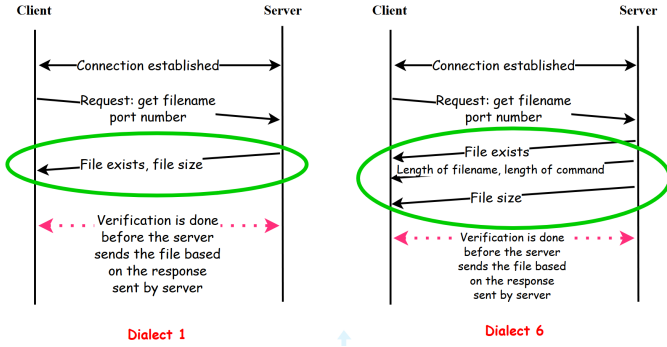 Client
Server
Connection established
Request: get filename
port number
File exists, file size
Verification is done
before the server
sends the file based
on the response
sent by server
Dialect 1
Client
Server
Connection established
Request: get filename
port number
File exists
Length of filename, length of command
File size
Verification is done
before the server
sends the file based
on the response
sent by server
Dialect 6